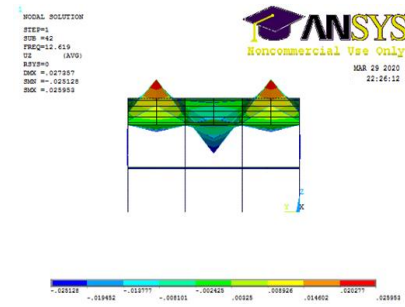 1
NODAL SOLUTION
STEP=1
SUB =42
FREQ=12.619
UZ (AVG)
RSYS=0
DMX =.027357
SMN =-.025128
SMX =.025953
ANSYS
Noncommercial Use Only
MAR 29 2020
22:26:12
Z
Y X
-.025128 -.013777 -.002425 .008926 .020277
-.019452 -.008101 .00325 .014602 .025953